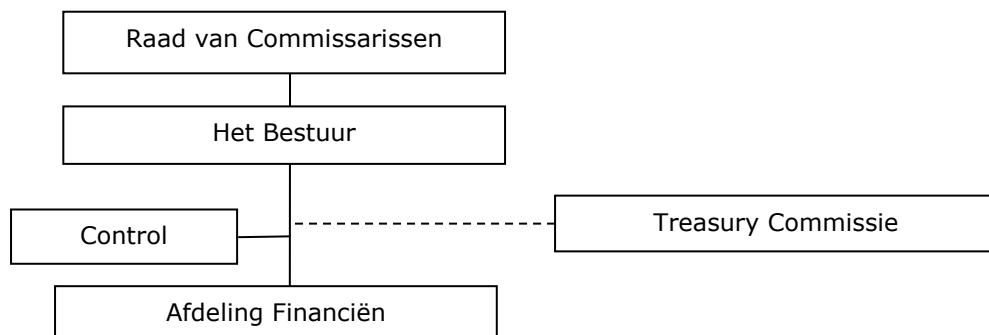 Raad van Commissarissen
Het Bestuur
Control
Treasury Commissie
Afdeling Financiën